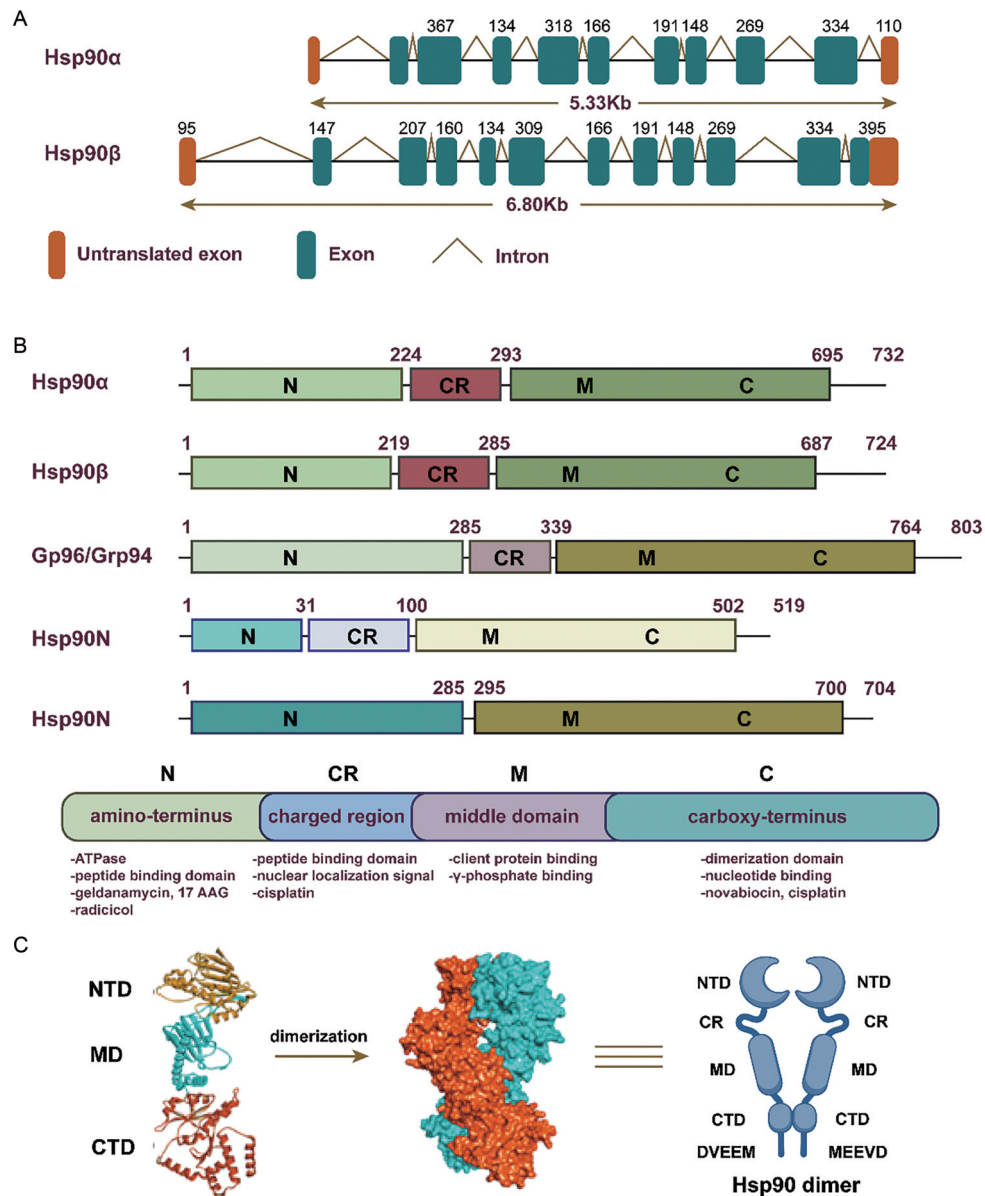 A
367 134 318 166 191 148 269 334 110
Hsp90α
5.33Kb
95 147 207 160 134 309 166 191 148 269 334 395
Hsp90β
6.80Kb
Untranslated exon Exon Intron
B
1 224 293 695 732
Hsp90α N CR M C
1 219 285 687 724
Hsp90β N CR M C
1 285 339 764 803
Gp96/Grp94 N CR M C
1 31 100 502 519
Hsp90N N CR M C
1 285 295 700 704
Hsp90N N M C
N CR M C
amino-terminus charged region middle domain carboxy-terminus
-ATPase -peptide binding domain -client protein binding -dimerization domain
-peptide binding domain -nuclear localization signal -γ-phosphate binding -nucleotide binding
-geldanamycin, 17 AAG -cisplatin -novabiocin, cisplatin
-radicicol
C
NTD NTD NTD
CR CR
dimerization
MD MD MD
CTD CTD CTD
DVEEM MEEVD
Hsp90 dimer